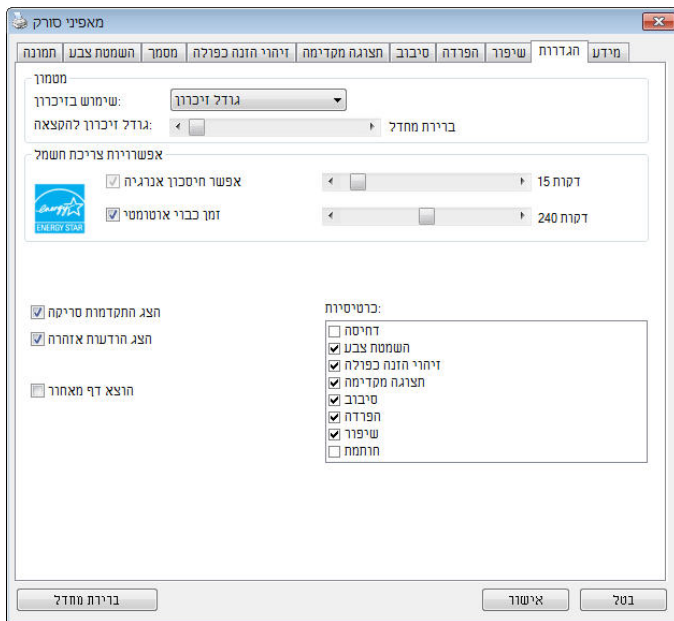 מאפיני סורק
תמונה השמטת צבע מסמך זיהוי הזנה כפולה תצוגה מקדימה סיבוב הפרדה שיפור הגדרות מידע
מטמון
שימוש בזיכרון: גודל זיכרון
גודל זיכרון להקצאה: ברירת מחדל
אפשרויות צריכת חשמל
אפשר חיסכון אנרגיה 15 דקות
זמן כבוי אוטומטי 240 דקות
energy
ENERGY STAR
הצג התקדמות סריקה
הצג הודעות אזהרה
הוצא דף מאחור
כרטיסיות:
דחיסה
השמטת צבע
זיהוי הזנה כפולה
תצוגה מקדימה
סיבוב
הפרדה
שיפור
חותמת
ברירת מחדל אישור בטל